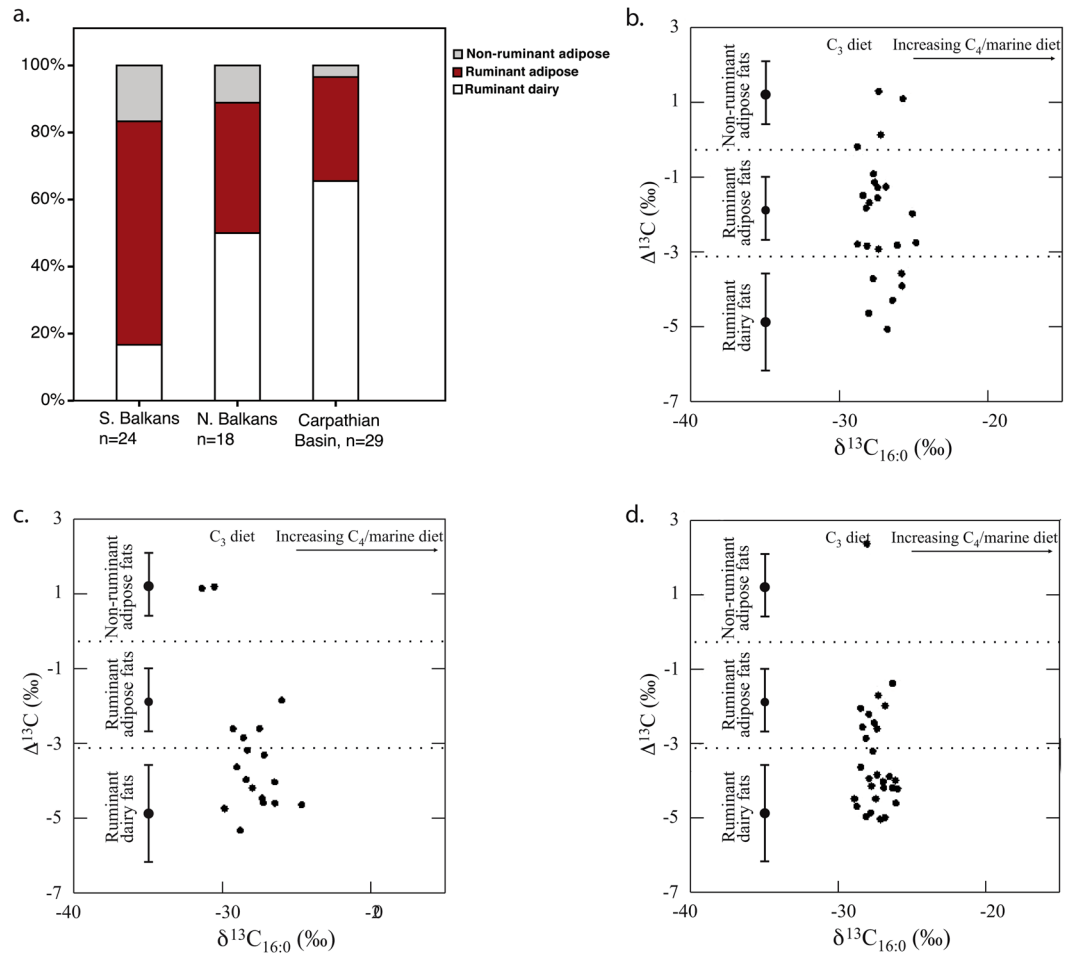 a.
100%
80%
60%
40%
20%
0%
S. Balkans
n=24
N. Balkans
n=18
Carpathian
Basin, n=29
Non-ruminant adipose
Ruminant adipose
Ruminant dairy
b.
3
1
-1
-3
-5
-7
Δ13C (‰)
Non-ruminant
adipose fats
Ruminant
adipose fats
Ruminant
dairy fats
C3 diet
Increasing C4/marine diet
-40
-30
-20
δ13C16:0 (‰)
c.
3
1
-1
-3
-5
-7
Δ13C (‰)
Non-ruminant
adipose fats
Ruminant
adipose fats
Ruminant
dairy fats
C3 diet
Increasing C4/marine diet
-40
-30
-20
δ13C16:0 (‰)
d.
3
1
-1
-3
-5
-7
Δ13C (‰)
Non-ruminant
adipose fats
Ruminant
adipose fats
Ruminant
dairy fats
C3 diet
Increasing C4/marine diet
-40
-30
-20
δ13C16:0 (‰)